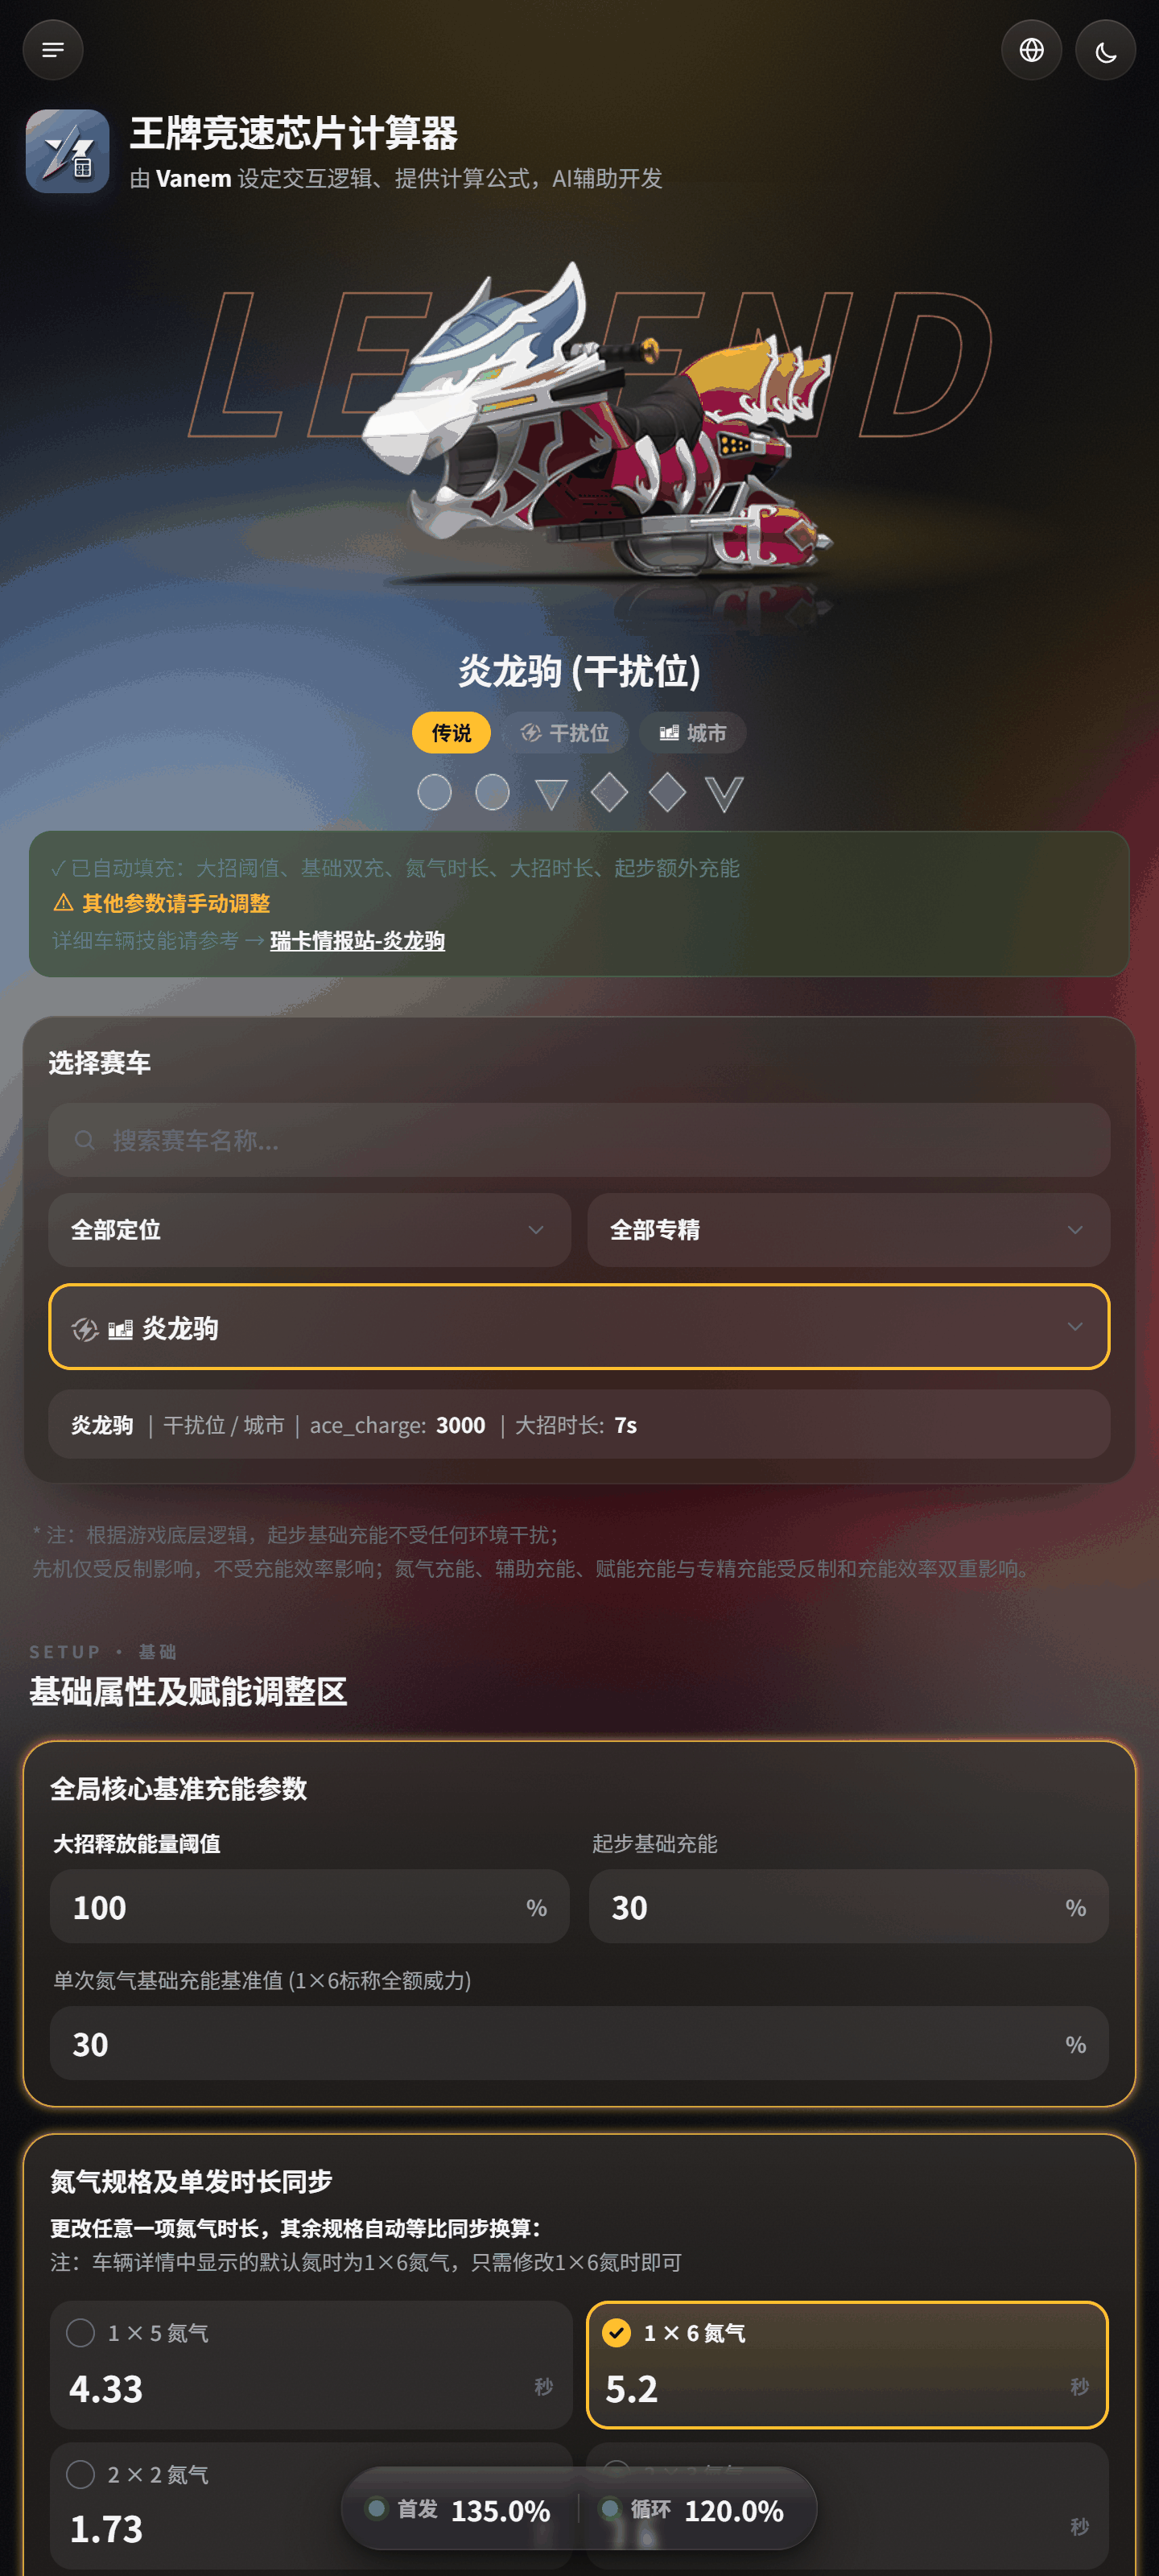 王牌竞速芯片计算器
由 Vanem 设定交互逻辑、提供计算公式，AI辅助开发
LEGEND
炎龙驹 (干扰位)
传说 干扰位 城市
✓ 已自动填充：大招阈值、基础双充、氮气时长、大招时长、起步额外充能
⚠ 其他参数请手动调整
详细车辆技能请参考 → 瑞卡情报站-炎龙驹
选择赛车
搜索赛车名称...
全部定位 全部专精
炎龙驹
炎龙驹 | 干扰位 / 城市 | ace_charge: 3000 | 大招时长: 7s
* 注：根据游戏底层逻辑，起步基础充能不受任何环境干扰；
先机仅受反制影响，不受充能效率影响；氮气充能、辅助充能、赋能充能与专精充能受反制和充能效率双重影响。
SETUP · 基础
基础属性及赋能调整区
全局核心基准充能参数
大招释放能量阈值 起步基础充能
100 % 30 %
单次氮气基础充能基准值 (1×6标称全额威力)
30 %
氮气规格及单发时长同步
更改任意一项氮气时长，其余规格自动等比同步换算：
注：车辆详情中显示的默认氮时为1×6氮气，只需修改1×6氮时即可
1 × 5 氮气 1 × 6 氮气
4.33 秒 5.2 秒
2 × 2 氮气
1.73 秒
首发 135.0% 循环 120.0%